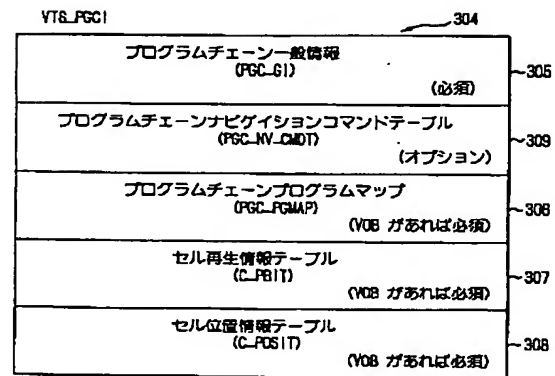 VTS_PGCI
304
プログラムチェーン一般情報
(PGC_GI)
(必須)
305
プログラムチェーンナビゲイションコマンドテーブル
(PGC_NV_CMDT)
(オプション)
309
プログラムチェーンプログラムマップ
(PGC_PGMAP)
(VOB があれば必須)
306
セル再生情報テーブル
(C_PBIT)
(VOB があれば必須)
307
セル位置情報テーブル
(C_POSIT)
(VOB があれば必須)
308